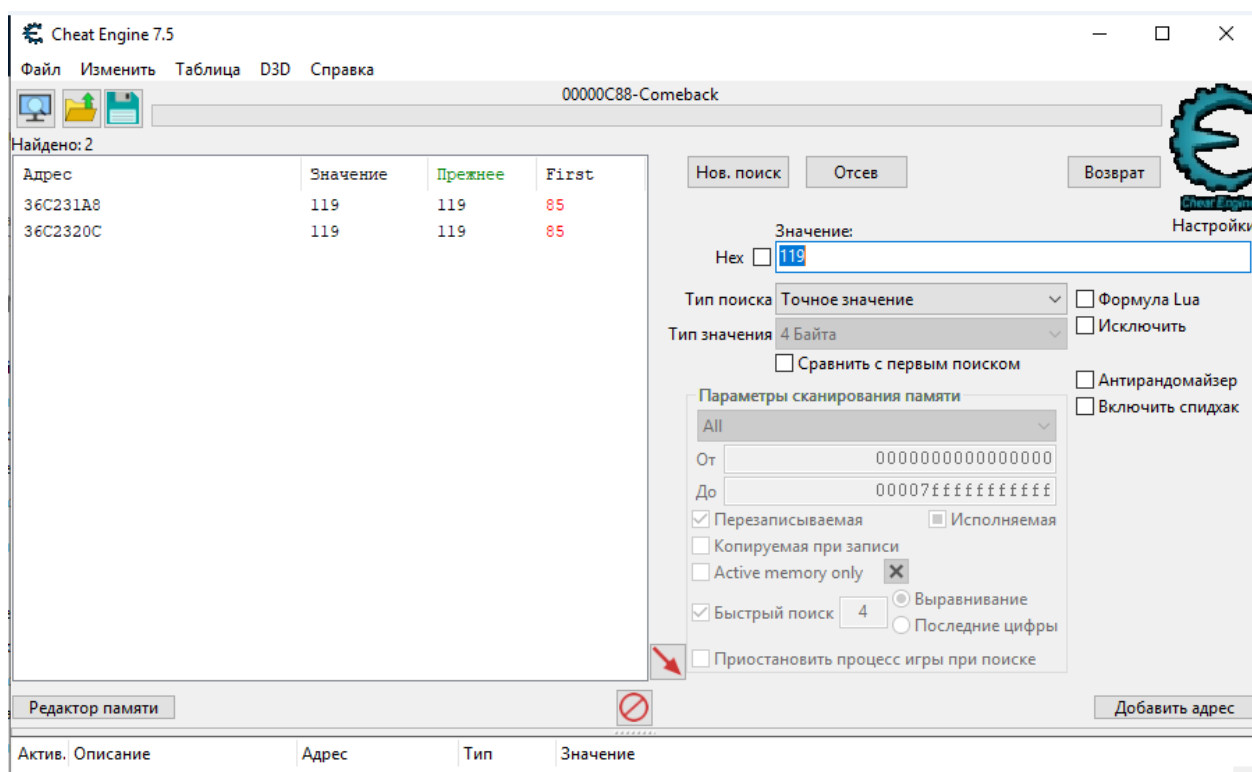 Cheat Engine 7.5
Файл Изменить Таблица D3D Справка
00000C88-Comeback
Найдено: 2
Адрес Значение Прежнее First
36C231A8 119 119 85
36C2320C 119 119 85
Нов. поиск Отсев Возврат
Cheat Engine
Настройки
Значение:
Hex 119
Тип поиска Точное значение
Формула Lua
Тип значения 4 Байта
Исключить
Сравнить с первым поиском
Антирандомайзер
Включить спидхак
Параметры сканирования памяти
All
От 0000000000000000
До 00007fffffffffff
Перезаписываемая Исполняемая
Копируемая при записи
Active memory only
Быстрый поиск 4 Выравнивание
Последние цифры
Приостановить процесс игры при поиске
Редактор памяти Добавить адрес
Актив. Описание Адрес Тип Значение